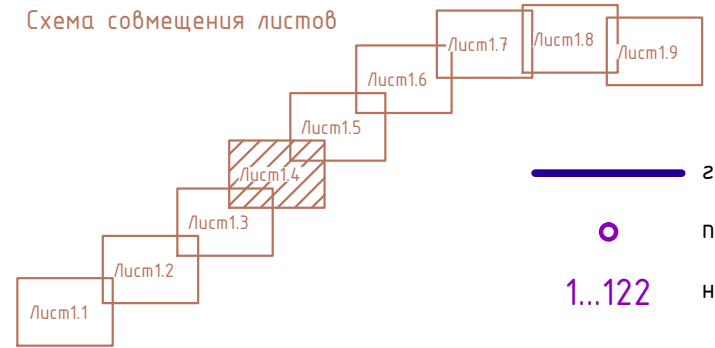 Схема совмещения листов
Лист1.7
Лист1.8
Лист1.9
Лист1.6
Лист1.5
Лист1.4
Лист1.3
Лист1.2
Лист1.1
г
п
1...122 н